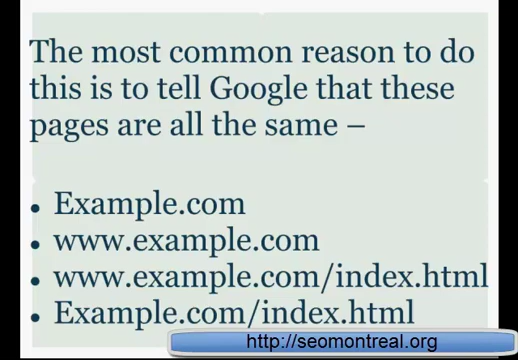 The most common reason to do
this is to tell Google that these
pages are all the same –
• Example.com
• www.example.com
• www.example.com/index.html
• Example.com/index.html
http://seomontreal.org